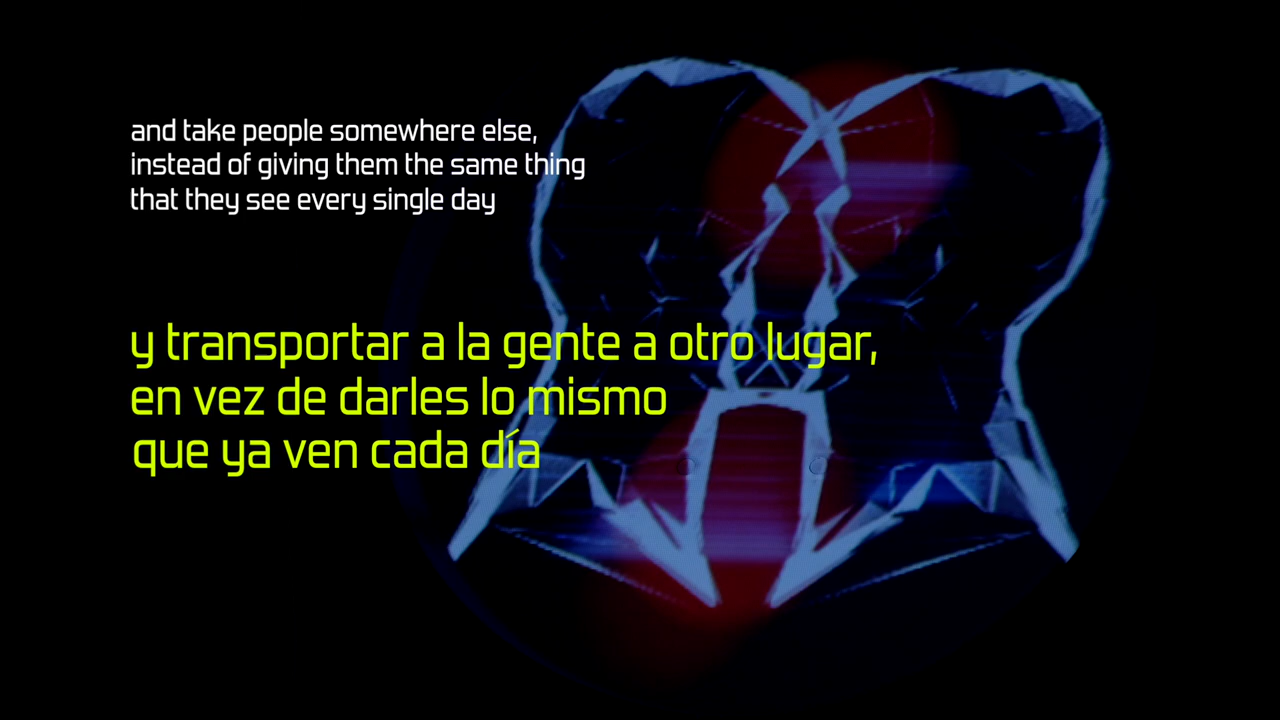 and take people somewhere else,
instead of giving them the same thing
that they see every single day
y transportar a la gente a otro lugar,
en vez de darles lo mismo
que ya ven cada día